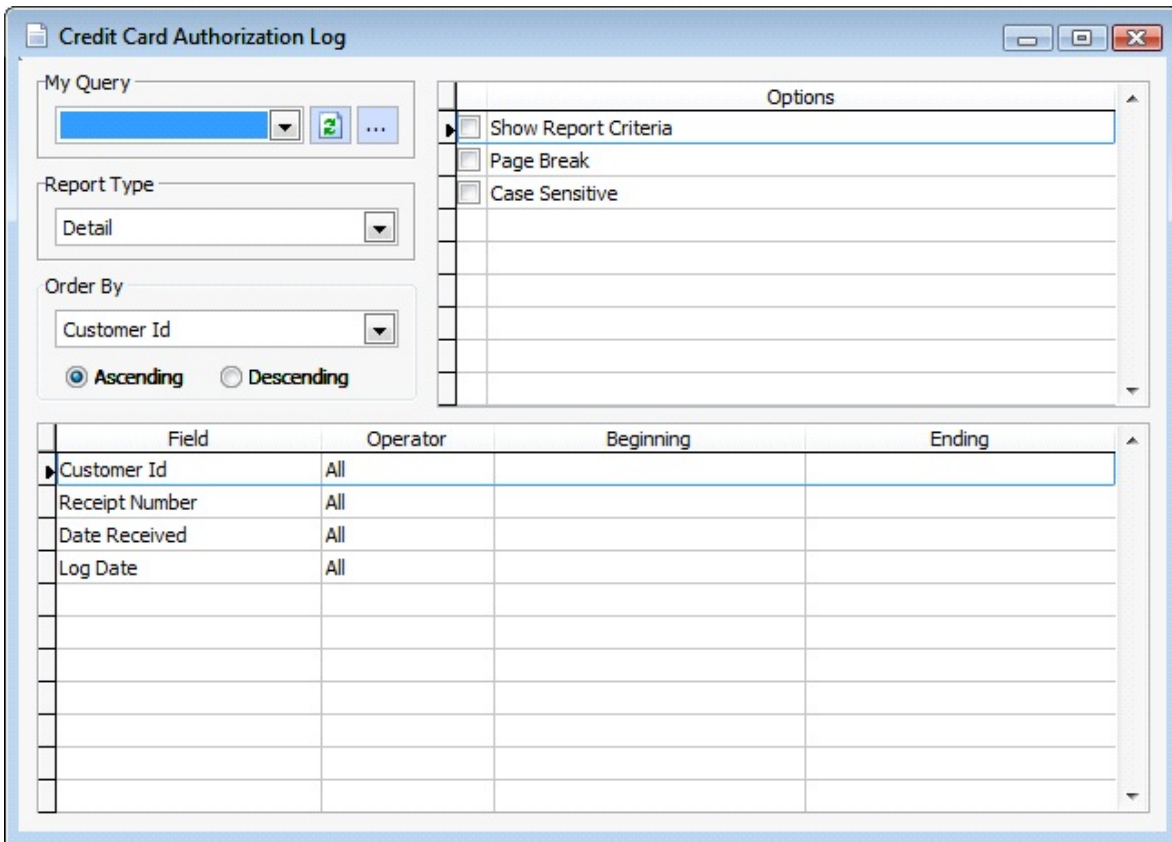 Credit Card Authorization Log
My Query
...
Report Type
Detail
Order By
Customer Id
Ascending Descending
Options
Show Report Criteria
Page Break
Case Sensitive
Field Operator Beginning Ending
Customer Id All
Receipt Number All
Date Received All
Log Date All